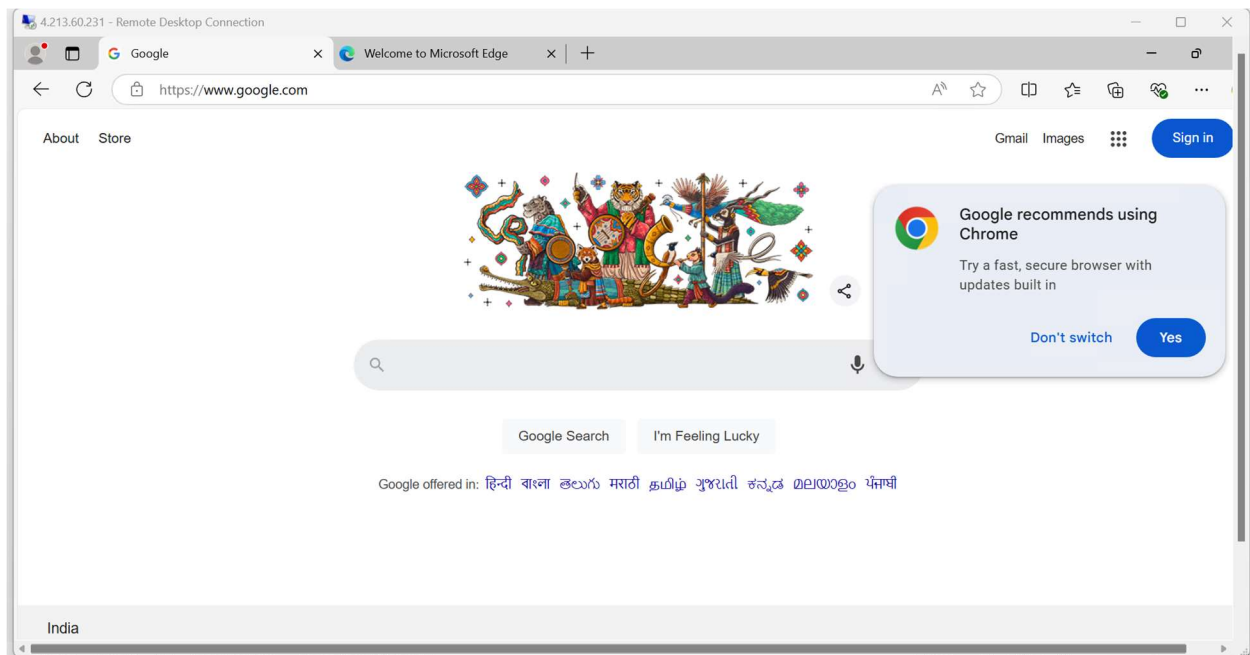 4.213.60.231 - Remote Desktop Connection
Google
Welcome to Microsoft Edge
https://www.google.com
About Store
Gmail Images
Sign in
Google recommends using
Chrome
Try a fast, secure browser with
updates built in
Don't switch Yes
Google Search I'm Feeling Lucky
Google offered in: हिन्दी বাংলা తెలుగు मराठी தமிழ் ગુજરાતી ಕನ್ನಡ മലയാളം ਪੰਜਾਬੀ
India